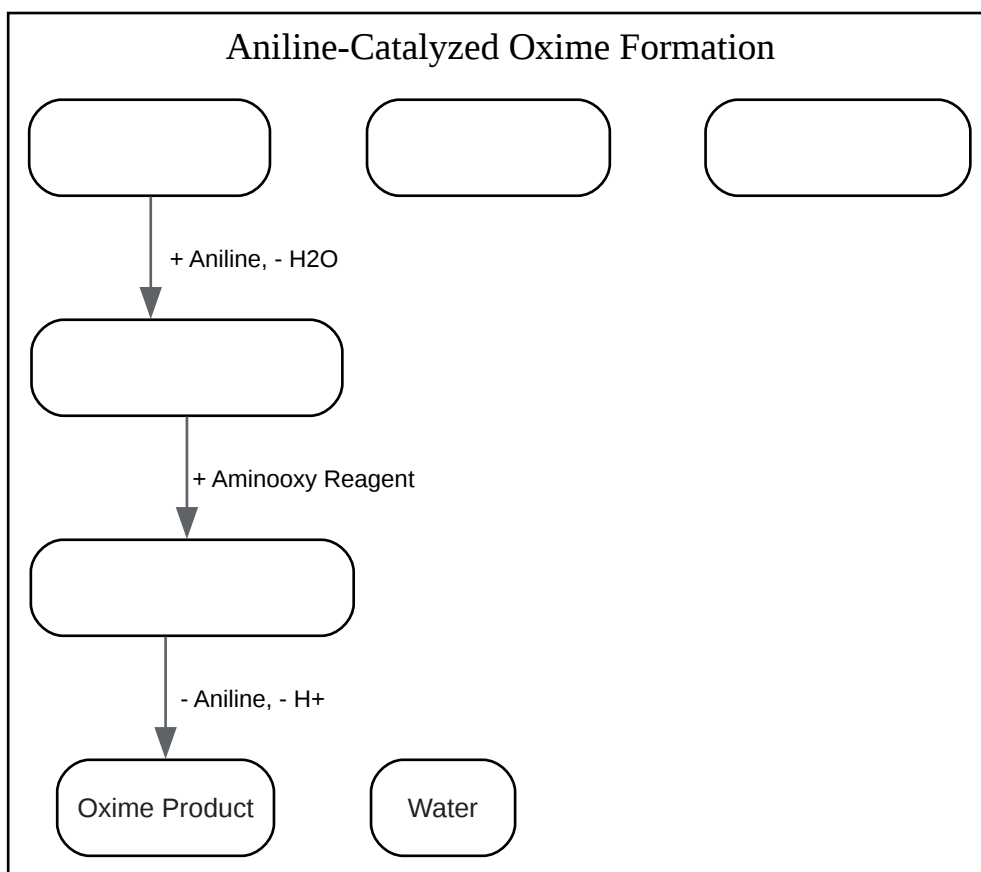 Aniline-Catalyzed Oxime Formation
+ Aniline, - H2O
+ Aminooxy Reagent
- Aniline, - H+
Oxime Product
Water